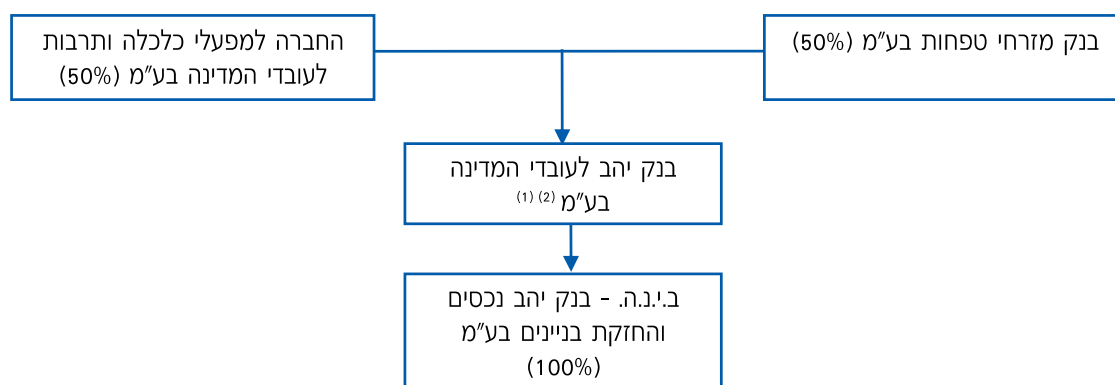 בנק מזרחי טפחות בע"מ (50%)
החברה למפעלי כלכלה ותרבות
לעובדי המדינה בע"מ (50%)
בנק יהב לעובדי המדינה
בע"מ (2) (1)
ב.י.נ.ה. - בנק יהב נכסים
והחזקת בניינים בע"מ
(100%)